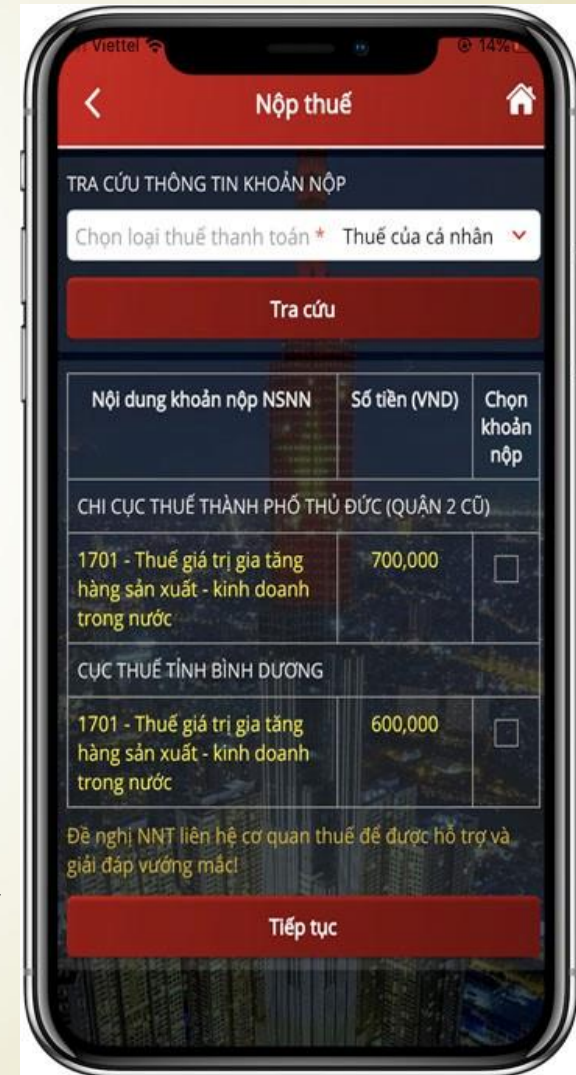 Viettel 14%
Nộp thuế
TRA CỨU THÔNG TIN KHOẢN NỘP
Chọn loại thuế thanh toán * Thuế của cá nhân
Tra cứu
Nội dung khoản nộp NSNN Số tiền (VND) Chọn
khoản
nộp
CHI CỤC THUẾ THÀNH PHỐ THỦ ĐỨC (QUẬN 2 CŨ)
1701 - Thuế giá trị gia tăng 700,000
hàng sản xuất - kinh doanh
trong nước
CỤC THUẾ TỈNH BÌNH DƯƠNG
1701 - Thuế giá trị gia tăng 600,000
hàng sản xuất - kinh doanh
trong nước
Đề nghị NNT liên hệ cơ quan thuế để được hỗ trợ và
giải đáp vướng mắc!
Tiếp tục